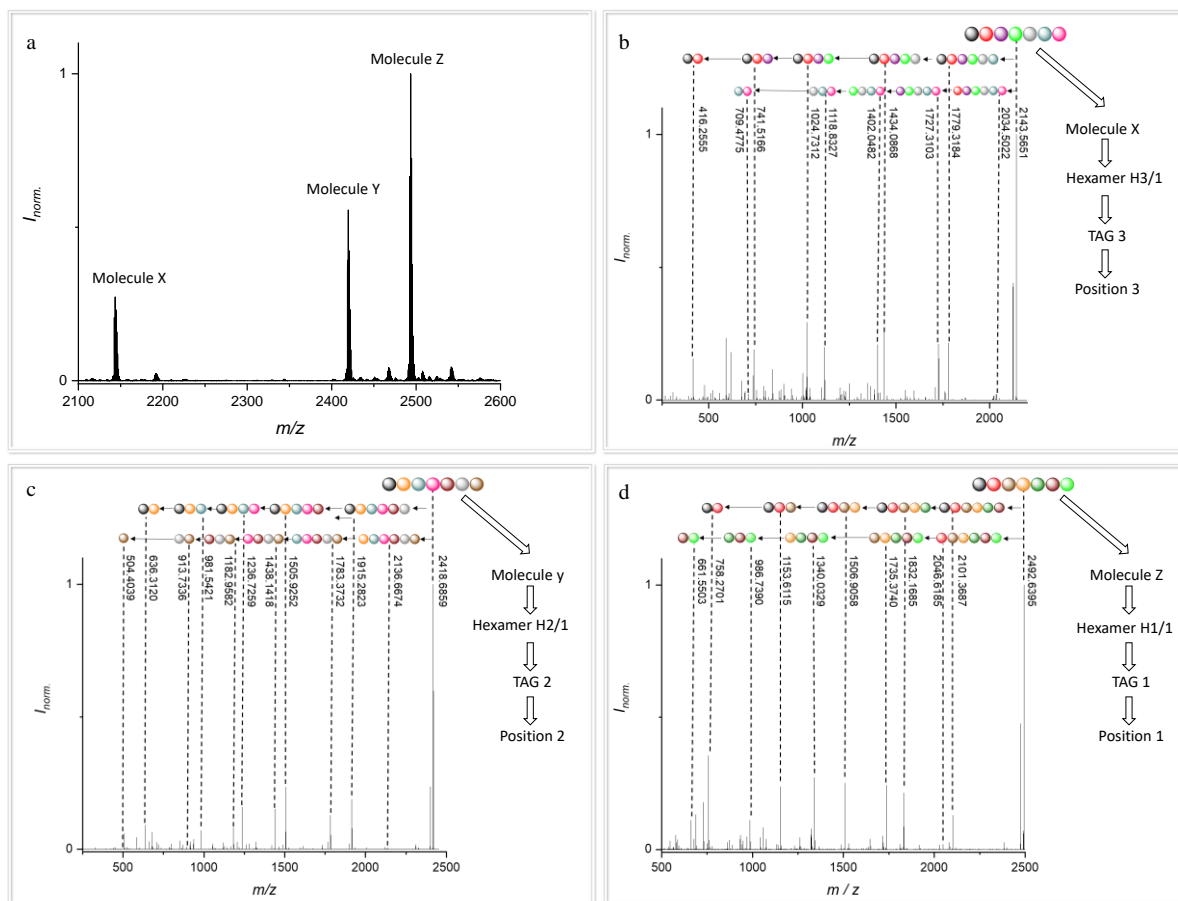 a
Molecule Z
Molecule Y
Molecule X
1
0
I norm.
2100 2200 2300 2400 2500 2600
m/z
b
416.2555
709.4775
741.5166
1024.7312
1118.8327
1402.0482
1434.0868
1727.3103
1779.3184
2034.5022
2143.5651
1
0
I norm.
500 1000 1500 2000
m/z
Molecule X
Hexamer H3/1
TAG 3
Position 3
c
504.4039
636.3120
913.7336
981.5421
1182.9582
1236.7259
1438.1418
1505.9252
1783.3732
1915.2823
2136.6674
2418.6859
1
0
I norm.
500 1000 1500 2000 2500
m/z
Molecule y
Hexamer H2/1
TAG 2
Position 2
d
661.5503
758.2701
986.7390
1153.6115
1340.0329
1506.9058
1735.3740
1832.1685
2046.6185
2101.3687
2492.6395
1
0
I norm.
500 1000 1500 2000 2500
m / z
Molecule Z
Hexamer H1/1
TAG 1
Position 1